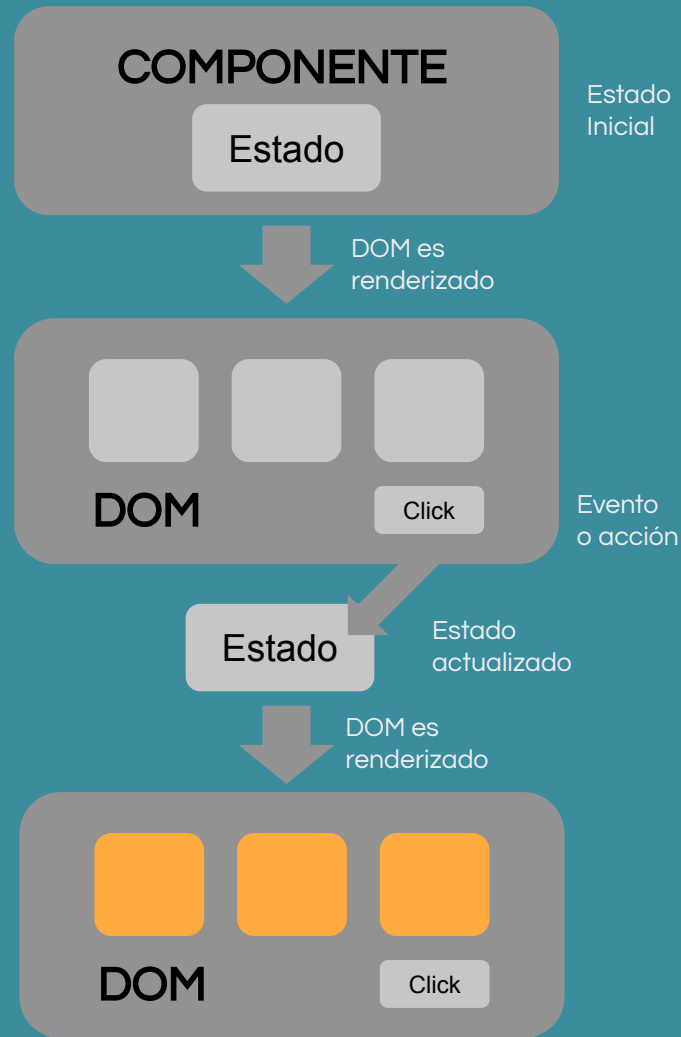 COMPONENTE
Estado
Estado
Inicial
DOM es
renderizado
DOM
Click
Evento
o acción
Estado
Estado
actualizado
DOM es
renderizado
DOM
Click